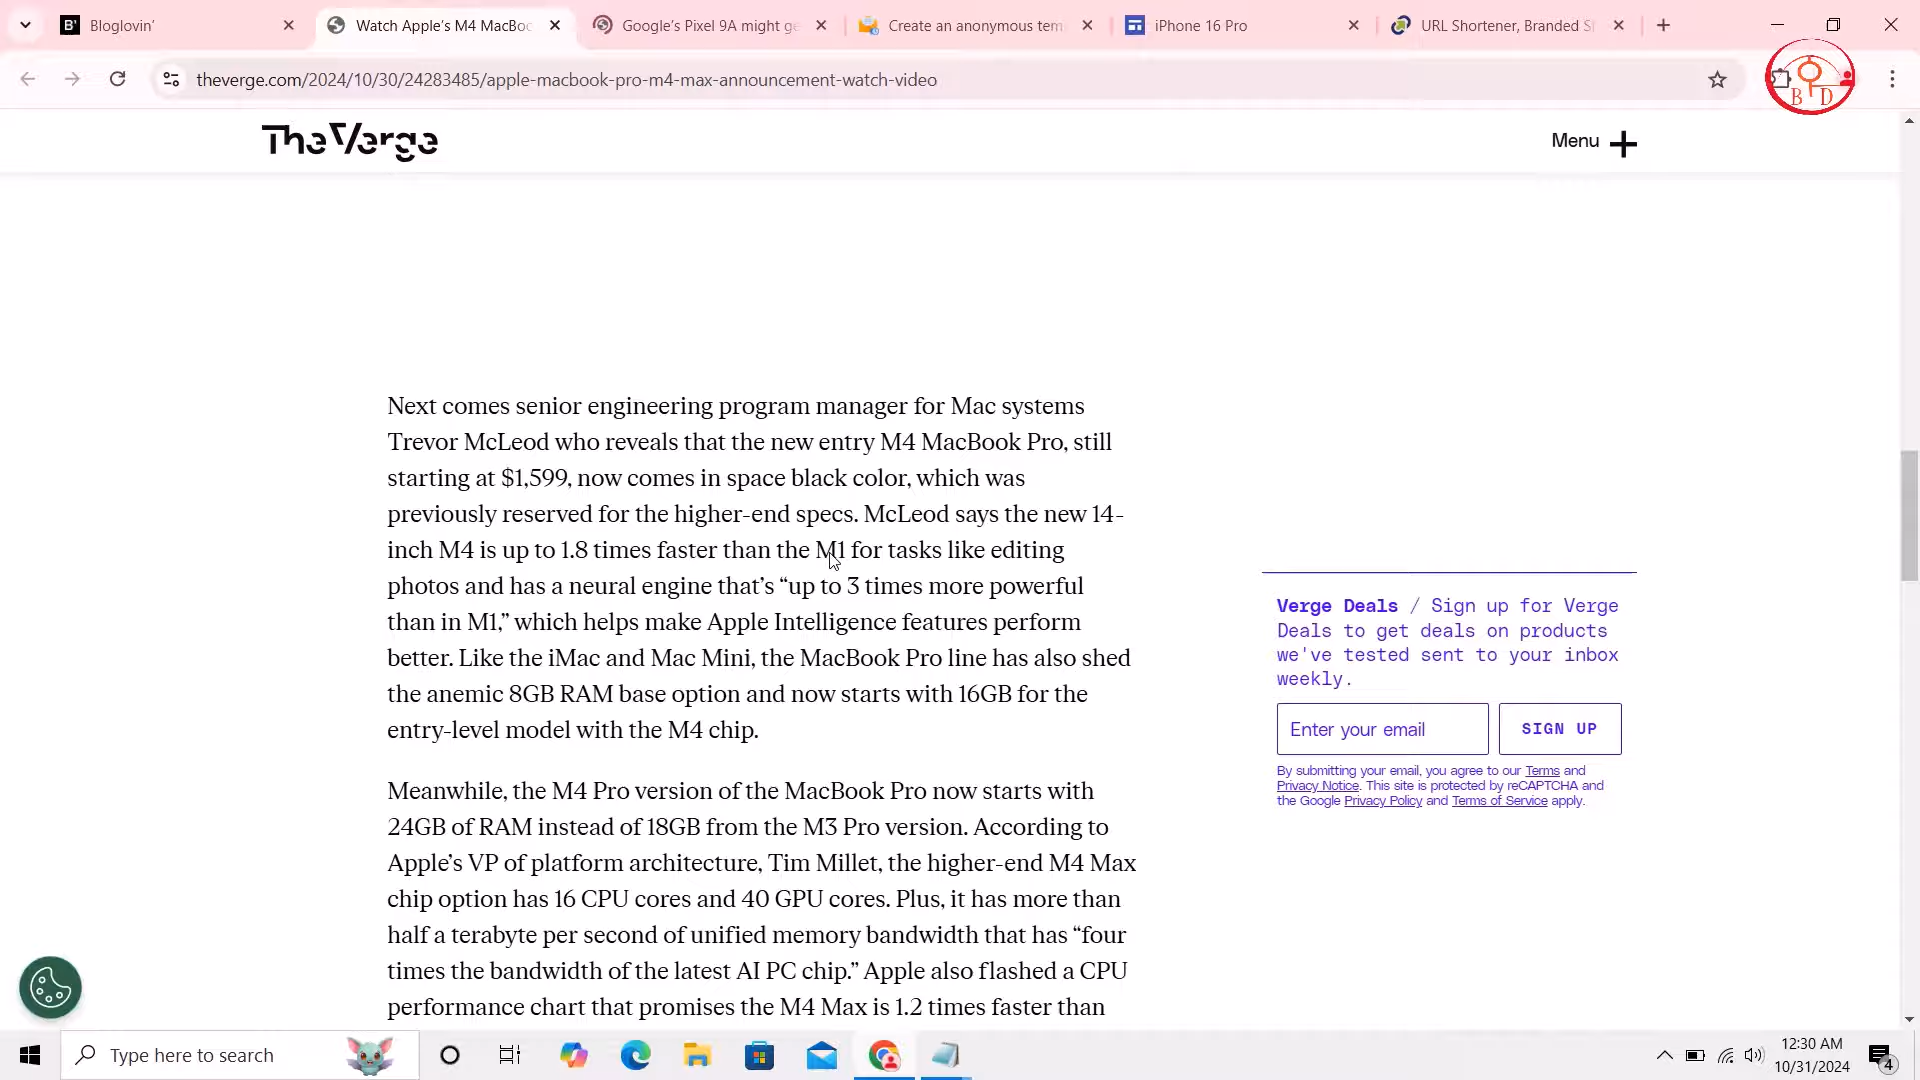 B' Bloglovin'
Watch Apple's M4 MacBoo
Google's Pixel 9A might ge
Create an anonymous tem
iPhone 16 Pro
URL Shortener, Branded S
theverge.com/2024/10/30/24283485/apple-macbook-pro-m4-max-announcement-watch-video
B D
The Verge
Menu
Next comes senior engineering program manager for Mac systems
Trevor McLeod who reveals that the new entry M4 MacBook Pro, still
starting at $1,599, now comes in space black color, which was
previously reserved for the higher-end specs. McLeod says the new 14-
inch M4 is up to 1.8 times faster than the M1 for tasks like editing
photos and has a neural engine that's “up to 3 times more powerful
than in M1,” which helps make Apple Intelligence features perform
better. Like the iMac and Mac Mini, the MacBook Pro line has also shed
the anemic 8GB RAM base option and now starts with 16GB for the
entry-level model with the M4 chip.
Meanwhile, the M4 Pro version of the MacBook Pro now starts with
24GB of RAM instead of 18GB from the M3 Pro version. According to
Apple's VP of platform architecture, Tim Millet, the higher-end M4 Max
chip option has 16 CPU cores and 40 GPU cores. Plus, it has more than
half a terabyte per second of unified memory bandwidth that has “four
times the bandwidth of the latest AI PC chip.” Apple also flashed a CPU
performance chart that promises the M4 Max is 1.2 times faster than
Verge Deals / Sign up for Verge
Deals to get deals on products
we've tested sent to your inbox
weekly.
Enter your email
SIGN UP
By submitting your email, you agree to our Terms and
Privacy Notice. This site is protected by reCAPTCHA and
the Google Privacy Policy and Terms of Service apply.
Type here to search
12:30 AM
10/31/2024
4